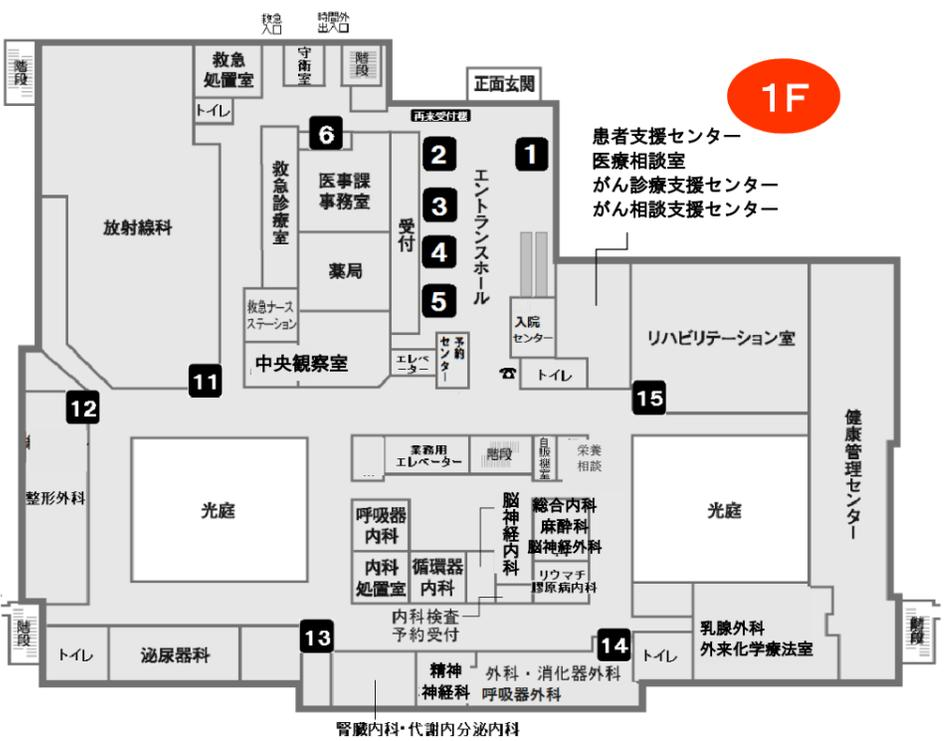 救急
入口
時間外
出入口
階段
救急
処置室
守衛室
階段
正面玄関
1F
トイレ
再来受付機
6
2
1
患者支援センター
医療相談室
がん診療支援センター
がん相談支援センター
放射線科
救急診療室
医事課
事務室
受付
3
エントランスホール
薬局
4
5
救急ナース
ステーション
入院
センター
リハビリテーション室
中央観察室
エレベ
ーター
予約
センター
☎
トイレ
11
12
15
健康管理センター
業務用
エレベーター
階段
自販機室
栄養
相談
...
整形外科
光庭
光庭
呼吸器
内科
脳神経内科
総合内科
麻酔科
脳神経外科
内科
処置室
循環器
内科
リウマチ
膠原病内科
内科検査
予約受付
階段
13
14
階段
トイレ
泌尿器科
精神
神経科
外科・消化器外科
呼吸器外科
トイレ
乳腺外科
外来化学療法室
腎臓内科・代謝内分泌内科